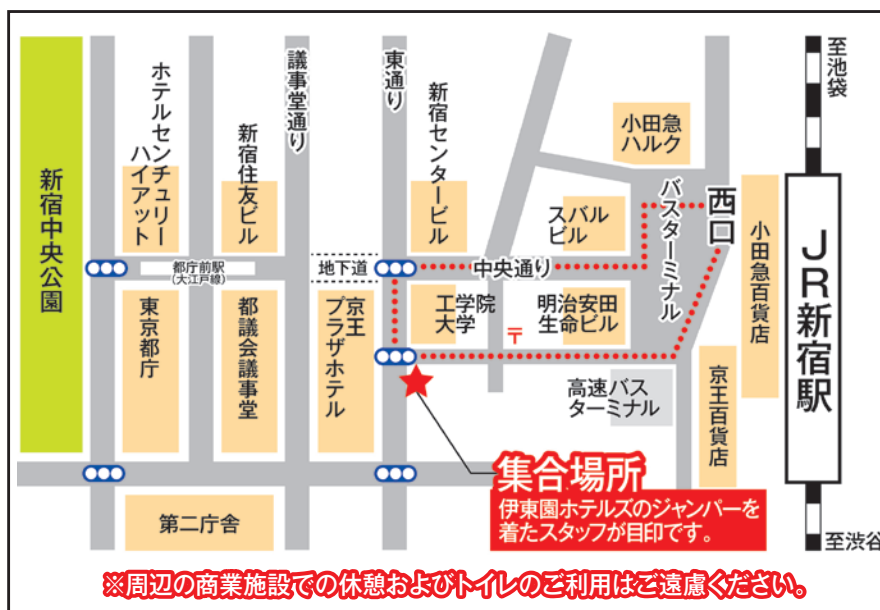 至池袋
議事堂通り
東通り
ホテルセンチュリー
ハイアット
新宿住友ビル
新宿センタービル
小田急
ハルク
新宿中央公園
スバル
ビル
バスターミナル
西口
小田急百貨店
JR新宿駅
都庁前駅
(大江戸線)
地下道
中央通り
東京都庁
都議会議事堂
京王
プラザホテル
工学院
大学
〒
明治安田
生命ビル
高速バス
ターミナル
京王百貨店
集合場所
伊東園ホテルズのジャンパーを
着たスタッフが目印です。
第二庁舎
至渋谷
※周辺の商業施設での休憩およびトイレのご利用はご遠慮ください。